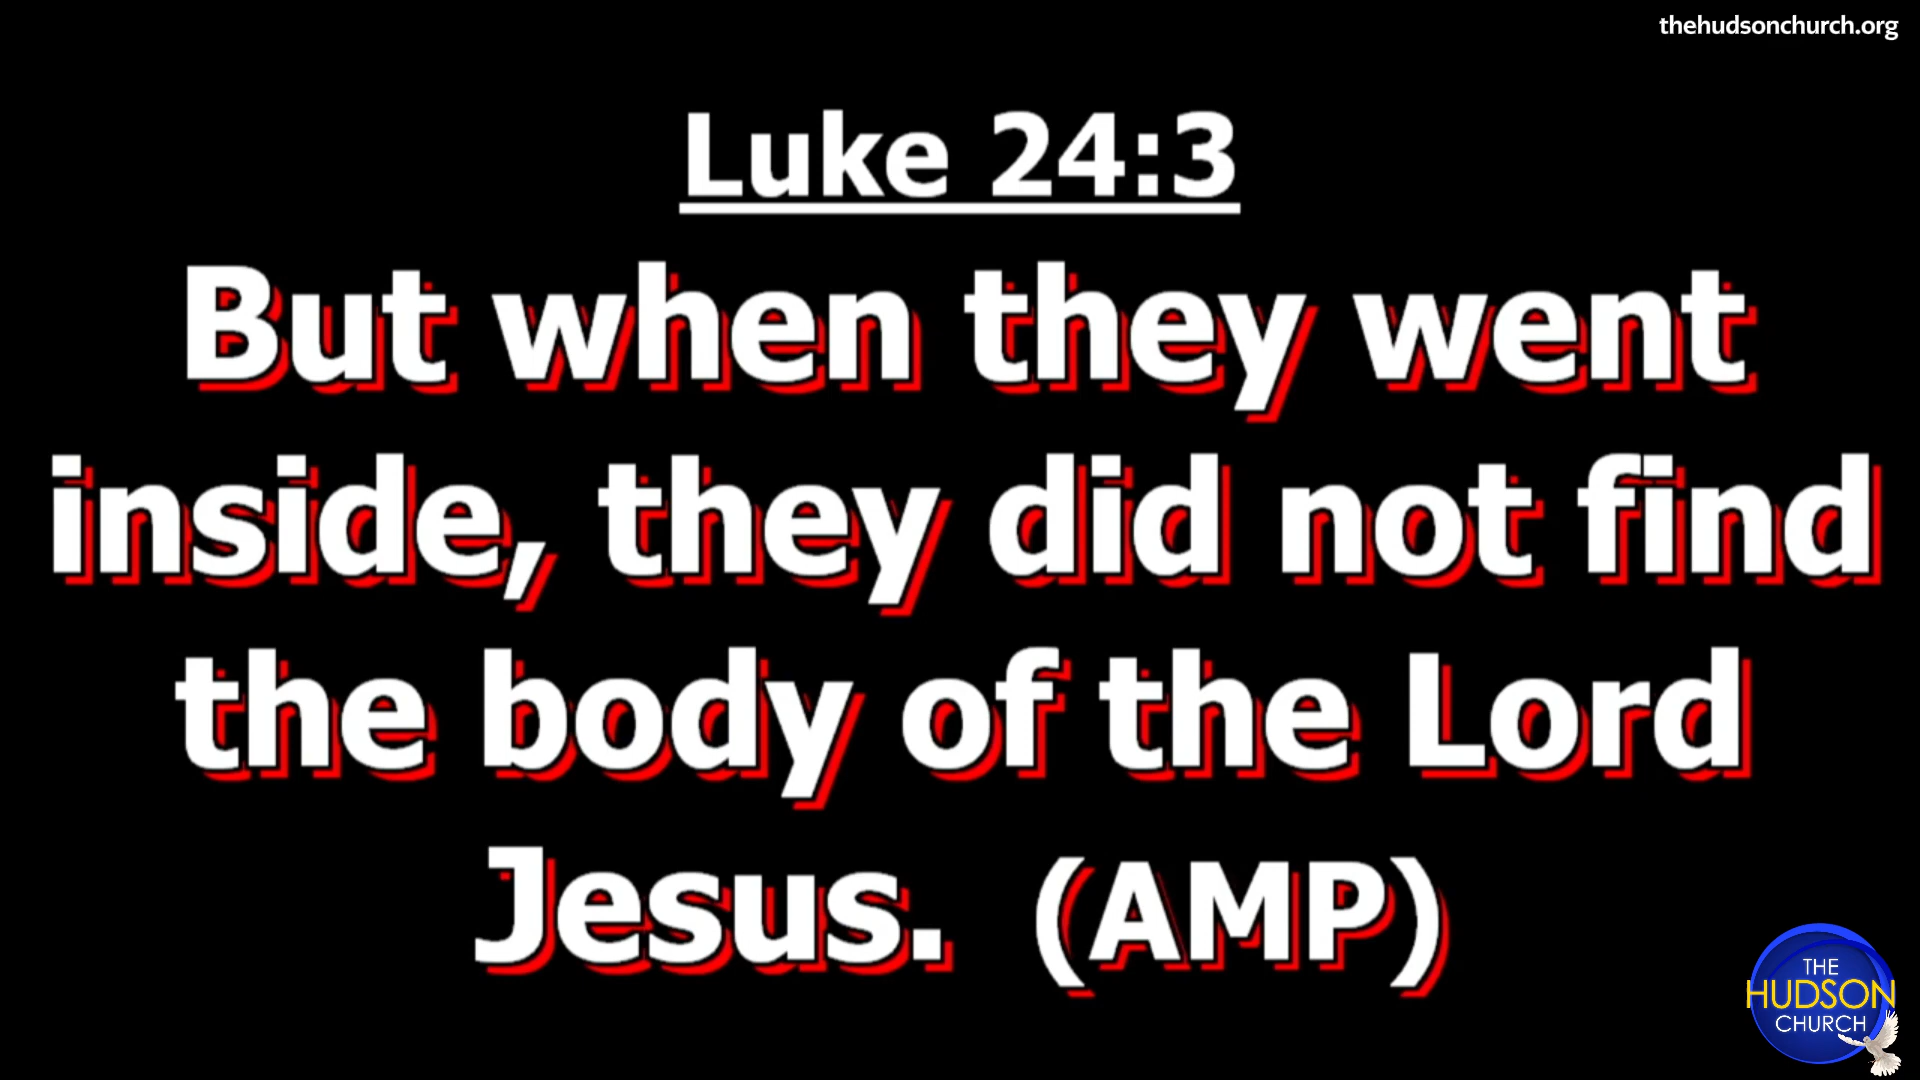 thehudsonchurch.org
Luke 24:3
But when they went
inside, they did not find
the body of the Lord
Jesus.  (AMP)
THE
HUDSON
CHURCH